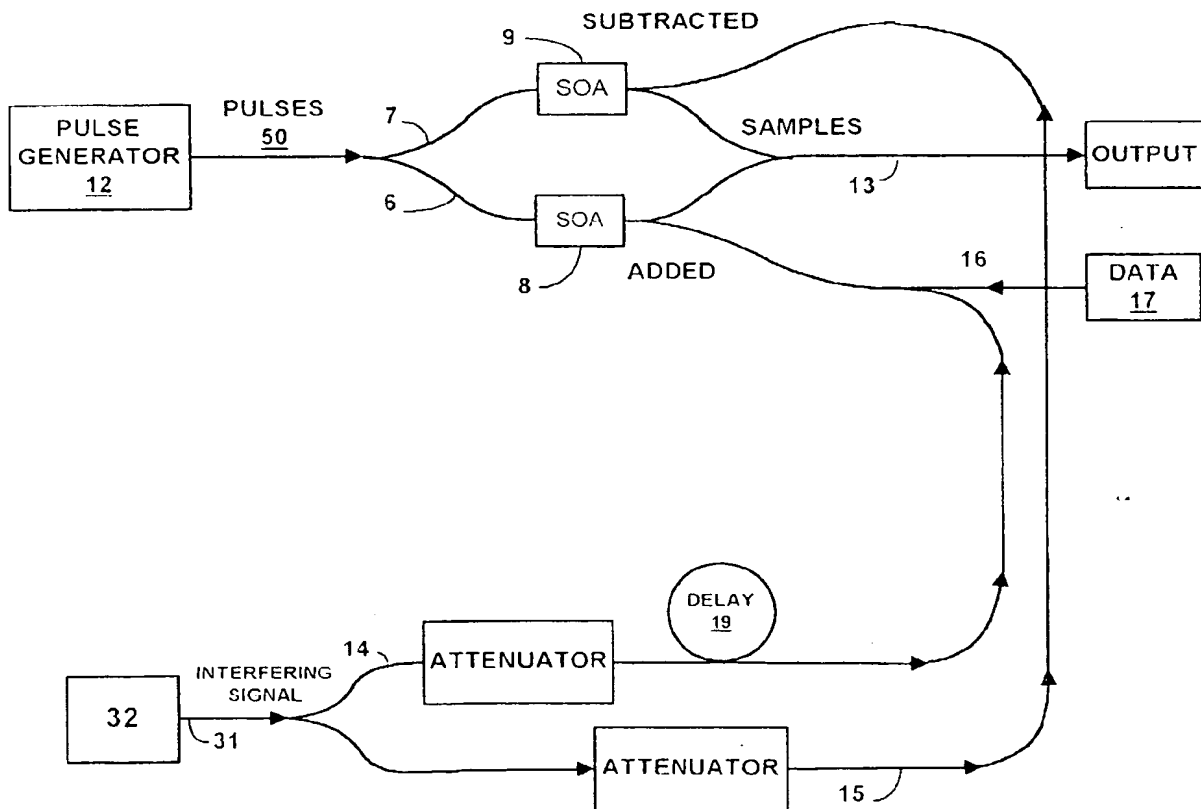 SUBTRACTED
9
SOA
PULSE
GENERATOR
12
PULSES
50
7
SAMPLES
OUTPUT
13
6
SOA
8
ADDED
16
DATA
17
DELAY
19
14
ATTENUATOR
INTERFERING
SIGNAL
32
31
ATTENUATOR
15